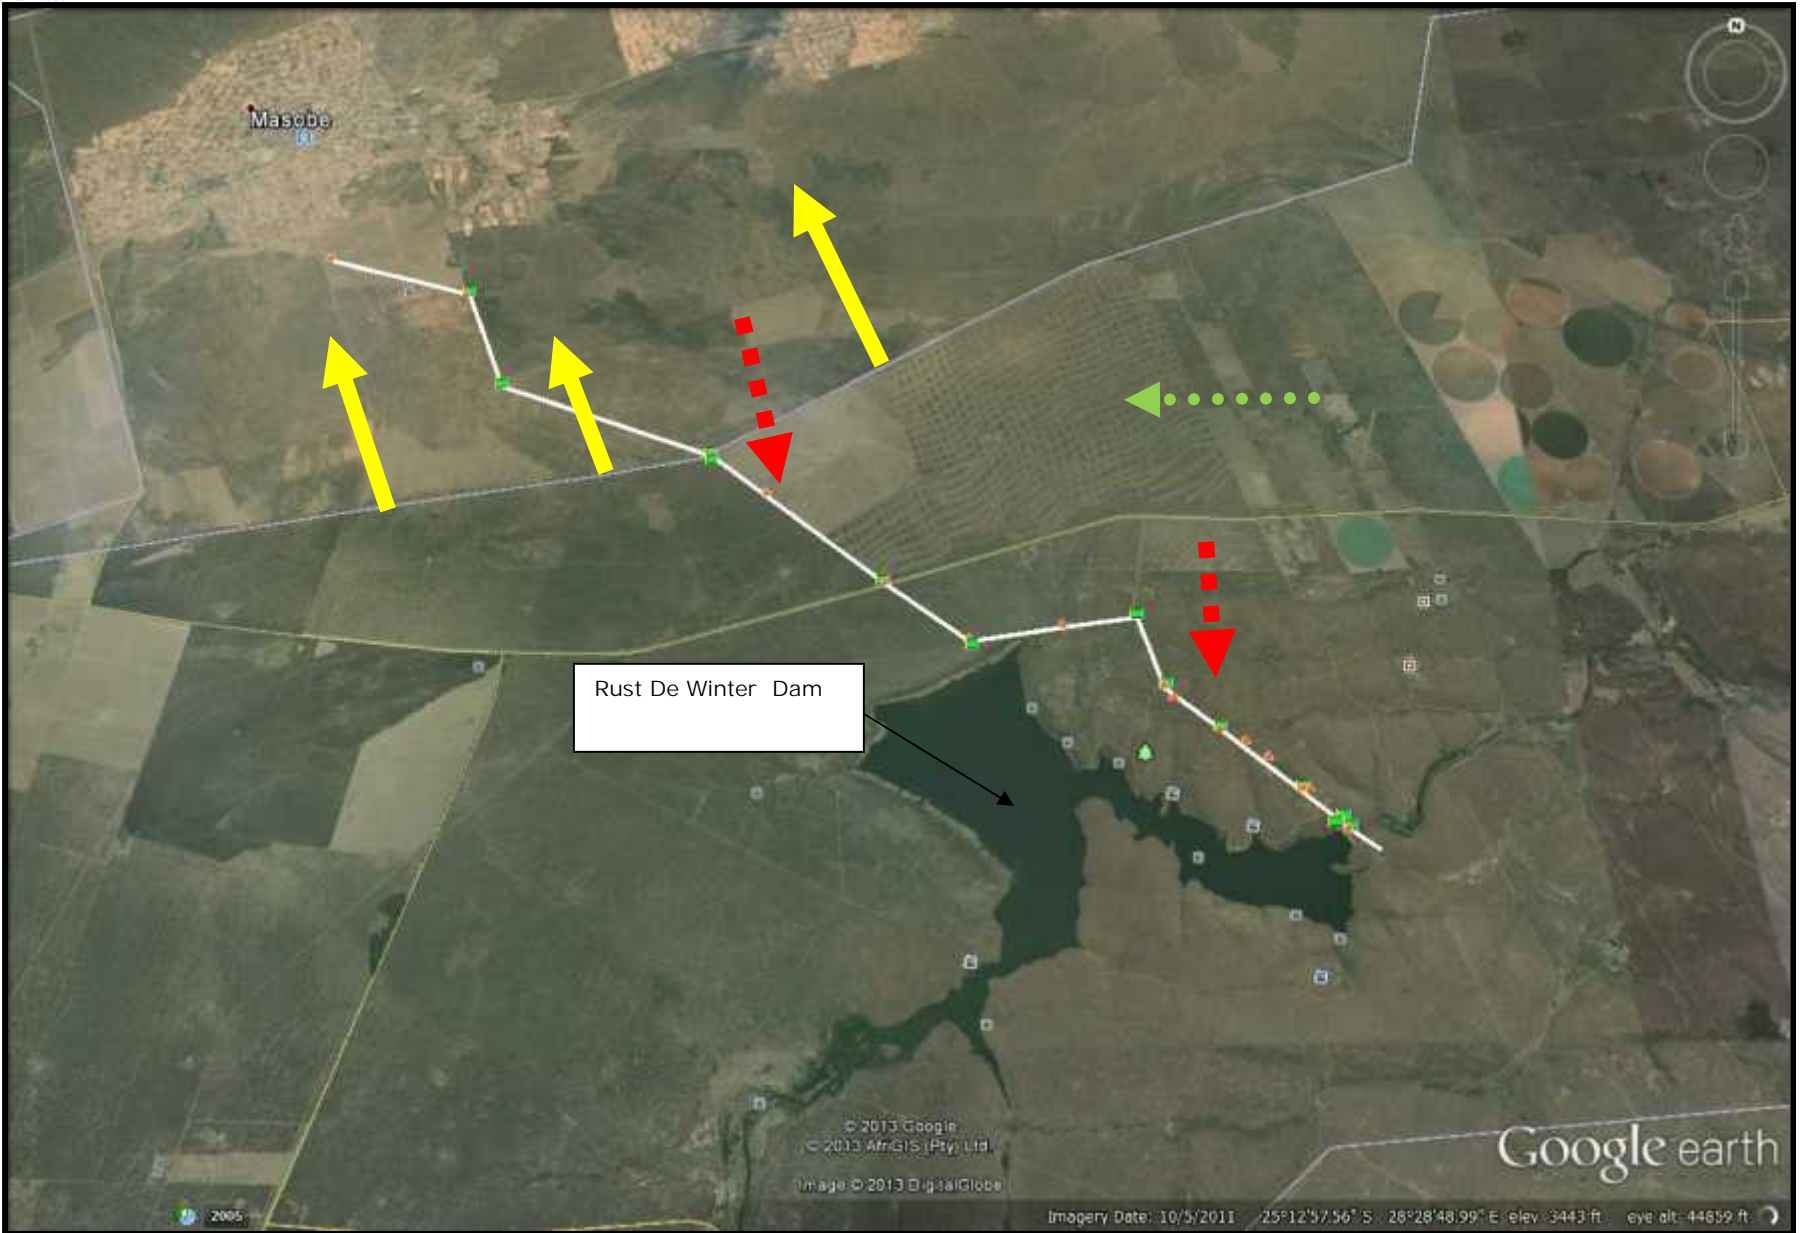 N
Masobe
Rust De Winter Dam
© 2013 Google
© 2013 AfriGIS (Pty) Ltd.
Image © 2013 DigitalGlobe
Google earth
2005
Imagery Date: 10/5/2011 25°12'57.56" S 28°28'48.99" E elev 3443 ft eye alt 44859 ft